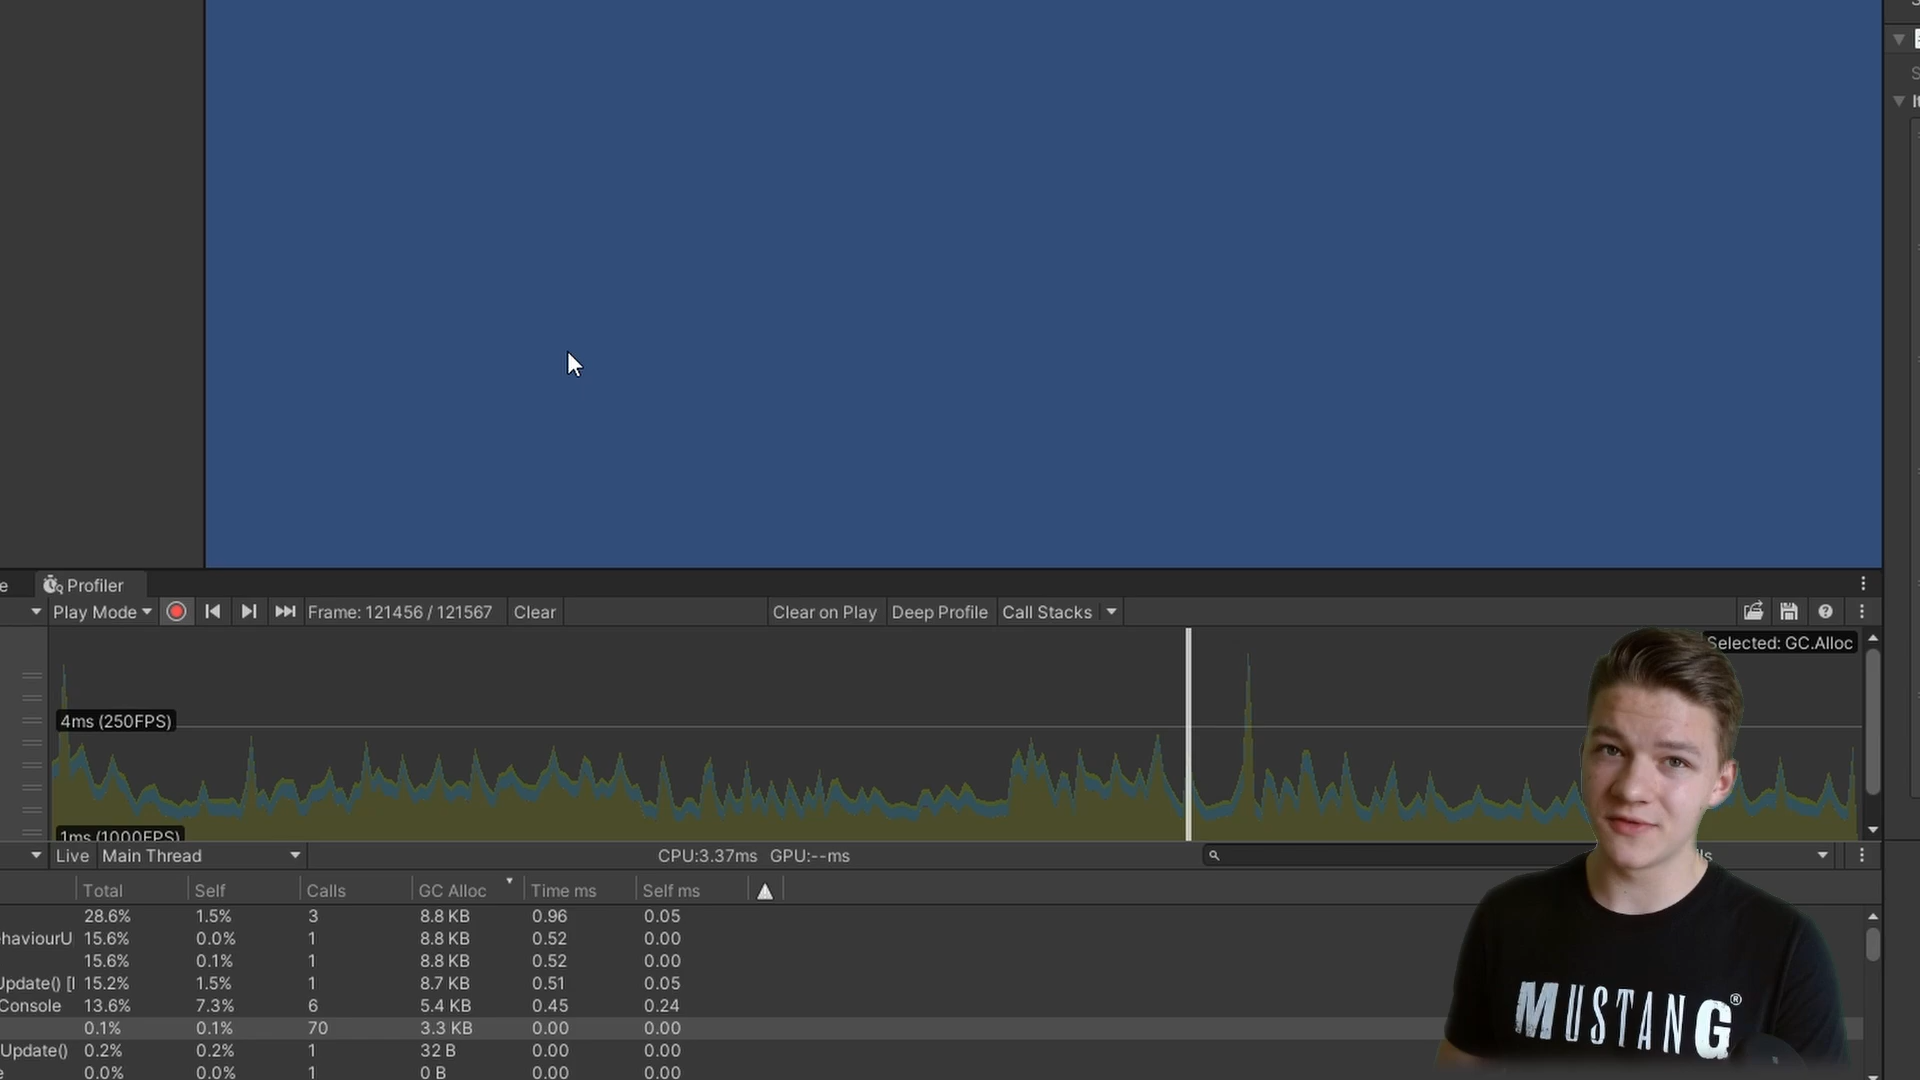 Profiler
Play Mode Frame: 121456 / 121567 Clear Clear on Play Deep Profile Call Stacks
Selected: GC.Alloc
4ms (250FPS)
1ms (1000FPS)
Live Main Thread CPU:3.37ms GPU:--ms
Total Self Calls GC Alloc Time ms Self ms
28.6% 1.5% 3 8.8 KB 0.96 0.05
haviourU 15.6% 0.0% 1 8.8 KB 0.52 0.00
15.6% 0.1% 1 8.8 KB 0.52 0.00
Update() [ 15.2% 1.5% 1 8.7 KB 0.51 0.05
Console 13.6% 7.3% 6 5.4 KB 0.45 0.24
0.1% 0.1% 70 3.3 KB 0.00 0.00
Update() 0.2% 0.2% 1 32 B 0.00 0.00
0.0% 0.0% 1 0 B 0.00 0.00
MUSTANG®